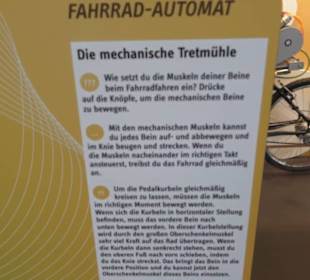 FAHRRAD-AUTOMAT
Die mechanische Tretmühle
??? Wie setzt du die Muskeln deiner Beine
beim Fahrradfahren ein? Drücke
auf die Knöpfe, um die mechanischen Beine
zu bewegen.
... Mit den mechanischen Muskeln kannst
du jedes Bein auf- und abbewegen und
im Knie beugen und strecken. Wenn du
die Muskeln nacheinander im richtigen Takt
ansteuerst, treibst du das Fahrrad gleichmäßig
an.
Um die Pedalkurbeln gleichmäßig
kreisen zu lassen, müssen die Muskeln
im richtigen Moment bewegt werden.
Wenn sich die Kurbeln in horizontaler Stellung
befinden, muss das vordere Bein nach
unten bewegt werden. In dieser Kurbelstellung
wird durch den großen Oberschenkelmuskel
sehr viel Kraft auf das Rad übertragen. Wenn die
Kurbeln dann senkrecht stehen, musst du
den oberen Fuß nach vorn schieben, indem
du das Knie streckst. Das bringt das Bein in die
vordere Position und du kannst jetzt den
Oberschenkelmuskel dieses Beins einsetzen.